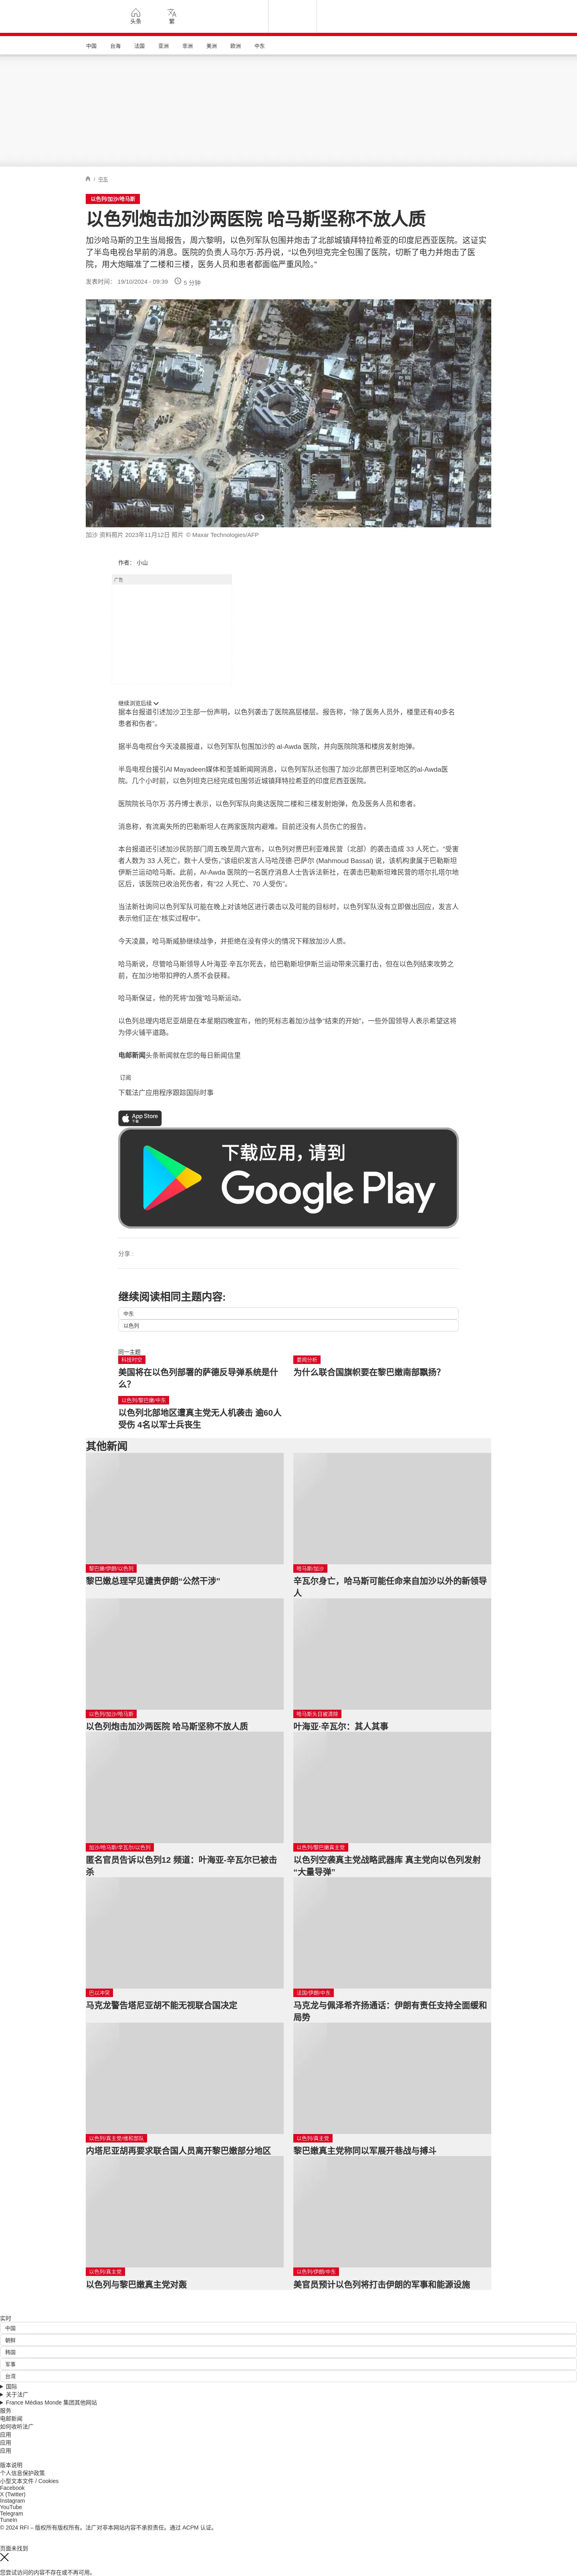 头条
繁
中国
台海
法国
亚洲
非洲
美洲
欧洲
中东
/ 中东
以色列/加沙/哈马斯
以色列炮击加沙两医院 哈马斯坚称不放人质
加沙哈马斯的卫生当局报告，周六黎明，以色列军队包围并炮击了北部城镇拜特拉希亚的印度尼西亚医院。这证实
了半岛电视台早前的消息。医院的负责人马尔万·苏丹说，“以色列坦克完全包围了医院，切断了电力并炮击了医
院，用大炮瞄准了二楼和三楼，医务人员和患者都面临严重风险。”
发表时间： 19/10/2024 - 09:39
5 分钟
加沙 资料照片 2023年11月12日 照片 © Maxar Technologies/AFP
作者： 小山
广告
继续浏览后续
据本台报道引述加沙卫生部一份声明，以色列袭击了医院高层楼层。报告称，“除了医务人员外，楼里还有40多名
患者和伤者”。
据半岛电视台今天凌晨报道，以色列军队包围加沙的 al-Awda 医院，并向医院院落和楼房发射炮弹。
半岛电视台援引Al Mayadeen媒体和圣城新闻网消息，以色列军队还包围了加沙北部贾巴利亚地区的al-Awda医
院。几个小时前，以色列坦克已经完成包围邻近城镇拜特拉希亚的印度尼西亚医院。
医院院长马尔万·苏丹博士表示，以色列军队向奥达医院二楼和三楼发射炮弹，危及医务人员和患者。
消息称，有流离失所的巴勒斯坦人在两家医院内避难。目前还没有人员伤亡的报告。
本台报道还引述加沙民防部门周五晚至周六宣布，以色列对贾巴利亚难民营（北部）的袭击造成 33 人死亡。“受害
者人数为 33 人死亡，数十人受伤，”该组织发言人马哈茂德·巴萨尔 (Mahmoud Bassal) 说，该机构隶属于巴勒斯坦
伊斯兰运动哈马斯。此前，Al-Awda 医院的一名医疗消息人士告诉法新社，在袭击巴勒斯坦难民营的塔尔扎塔尔地
区后，该医院已收治死伤者，有“22 人死亡、70 人受伤”。
当法新社询问以色列军队可能在晚上对该地区进行袭击以及可能的目标时，以色列军队没有立即做出回应，发言人
表示他们正在“核实过程中”。
今天凌晨，哈马斯威胁继续战争，并拒绝在没有停火的情况下释放加沙人质。
哈马斯说，尽管哈马斯领导人叶海亚·辛瓦尔死去，给巴勒斯坦伊斯兰运动带来沉重打击，但在以色列结束攻势之
前，在加沙地带扣押的人质不会获释。
哈马斯保证，他的死将“加强”哈马斯运动。
以色列总理内塔尼亚胡是在本星期四晚宣布，他的死标志着加沙战争“结束的开始”，一些外国领导人表示希望这将
为停火铺平道路。
电邮新闻头条新闻就在您的每日新闻信里
订阅
下载法广应用程序跟踪国际时事
App Store
下载
下载应用，请到
Google Play
分享 :
继续阅读相同主题内容:
中东
以色列
同一主题
科技时空
美国将在以色列部署的萨德反导弹系统是什
么？
要闻分析
为什么联合国旗帜要在黎巴嫩南部飘扬？
以色列/黎巴嫩/中东
以色列北部地区遭真主党无人机袭击 逾60人
受伤 4名以军士兵丧生
其他新闻
黎巴嫩/伊朗/以色列
黎巴嫩总理罕见谴责伊朗“公然干涉”
哈马斯/加沙
辛瓦尔身亡，哈马斯可能任命来自加沙以外的新领导
人
以色列/加沙/哈马斯
以色列炮击加沙两医院 哈马斯坚称不放人质
哈马斯头目被清除
叶海亚·辛瓦尔：其人其事
加沙/哈马斯/辛瓦尔/以色列
匿名官员告诉以色列12 频道：叶海亚·辛瓦尔已被击
杀
以色列/黎巴嫩真主党
以色列空袭真主党战略武器库 真主党向以色列发射
“大量导弹”
巴以冲突
马克龙警告塔尼亚胡不能无视联合国决定
法国/伊朗/中东
马克龙与佩泽希齐扬通话：伊朗有责任支持全面缓和
局势
以色列/真主党/维和部队
内塔尼亚胡再要求联合国人员离开黎巴嫩部分地区
以色列/真主党
黎巴嫩真主党称同以军展开巷战与搏斗
以色列/真主党
以色列与黎巴嫩真主党对轰
以色列/伊朗/中东
美官员预计以色列将打击伊朗的军事和能源设施
实时
中国
朝鲜
韩国
军事
台湾
国际
关于法广
France Médias Monde 集团其他网站
服务
电邮新闻
如何收听法广
应用
应用
应用
版本说明
个人信息保护政策
小型文本文件 / Cookies
Facebook
X (Twitter)
Instagram
YouTube
Telegram
TuneIn
© 2024 RFI – 版权所有版权所有。法广对非本网站内容不承担责任。通过 ACPM 认证。
页面未找到
您尝试访问的内容不存在或不再可用。